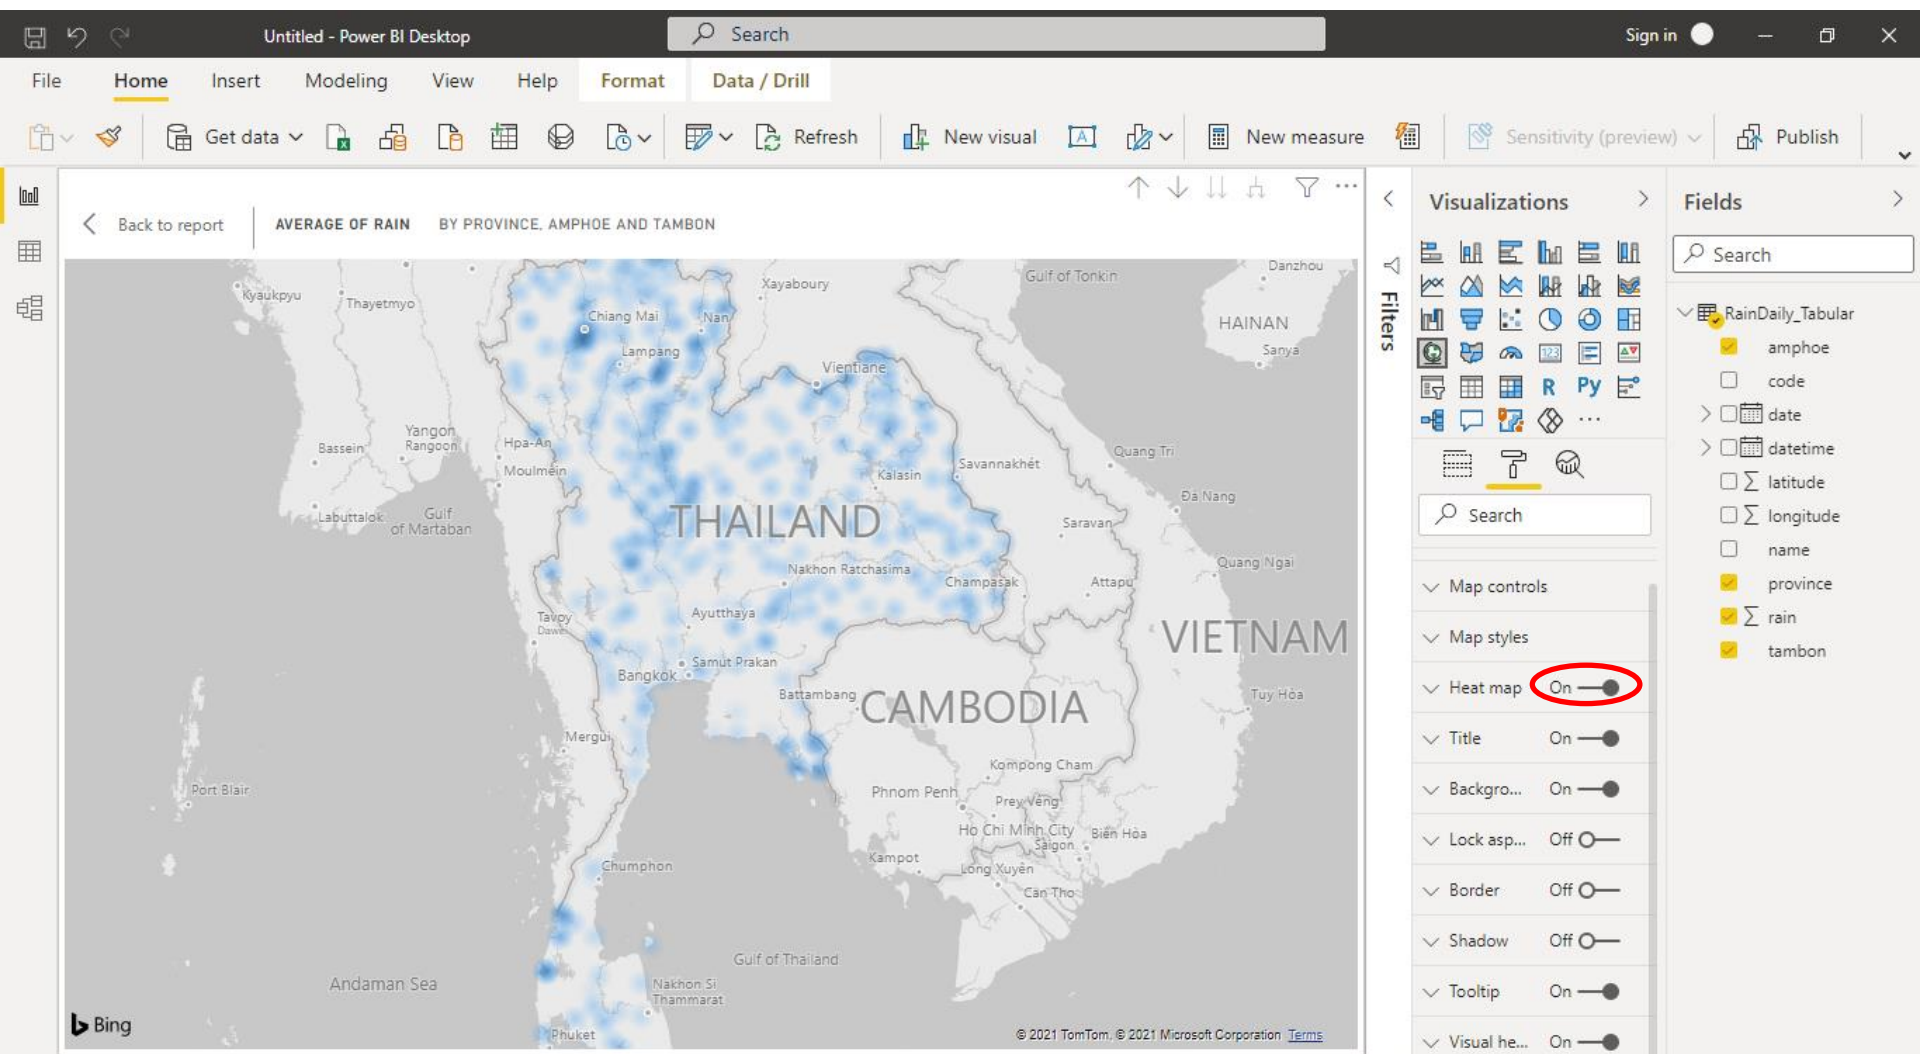 Untitled - Power BI Desktop
Search
Sign in
File
Home
Insert
Modeling
View
Help
Format
Data / Drill
Get data
Refresh
New visual
New measure
Sensitivity (preview)
Publish
Back to report
AVERAGE OF RAIN
BY PROVINCE, AMPHOE AND TAMBON
Kyaukpyu
Thayetmyo
Xayaboury
Gulf of Tonkin
Danzhou
Chiang Mai
Nan
HAINAN
Lampang
Sanya
Vientiane
Yangon
Rangoon
Bassein
Hpa-An
Moulmein
Kalasin
Savannakhét
Quang Tri
Đà Nang
Labuttalok
Gulf
of Martaban
THAILAND
Saravan
Quang Ngai
Nakhon Ratchasima
Champasak
Attapu
Tavoy
Dawei
Ayutthaya
VIETNAM
Samut Prakan
Bangkok
Battambang
CAMBODIA
Tuy Hòa
Mergui
Kompong Cham
Port Blair
Phnom Penh
Prey Vêng
Ho Chi Minh City
Saigon
Biên Hòa
Kampot
Long Xuyên
Cân Tho
Chumphon
Gulf of Thailand
Andaman Sea
Nakhon Si
Thammarat
Phuket
Bing
© 2021 TomTom, © 2021 Microsoft Corporation Terms
Filters
Visualizations
123
R
Py
Search
Map controls
Map styles
Heat map On
Title On
Backgro... On
Lock asp... Off
Border Off
Shadow Off
Tooltip On
Visual he... On
Fields
Search
RainDaily_Tabular
amphoe
code
date
datetime
∑ latitude
∑ longitude
name
province
∑ rain
tambon